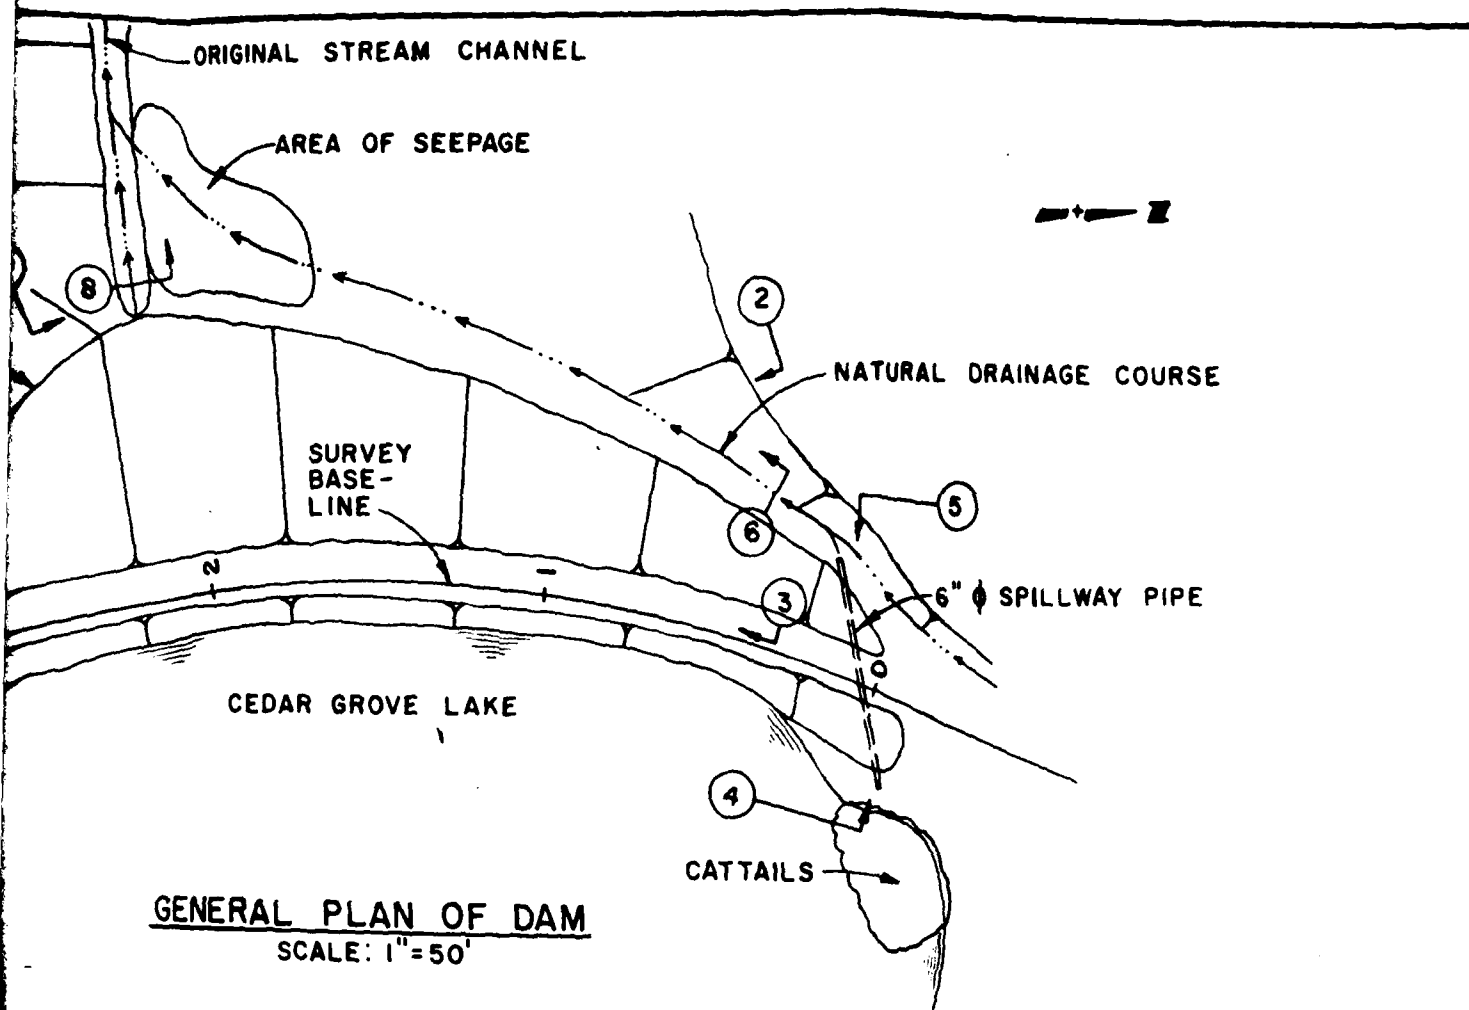 ORIGINAL STREAM CHANNEL
AREA OF SEEPAGE
8
2
NATURAL DRAINAGE COURSE
SURVEY
BASE-
LINE
5
6
2
1
3
6" ϕ SPILLWAY PIPE
0
CEDAR GROVE LAKE
4
CATTAILS
GENERAL PLAN OF DAM
SCALE: 1"=50'